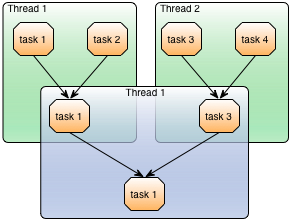 Thread 1
Thread 2
task 1
task 2
task 3
task 4
Thread 1
task 1
task 3
task 1